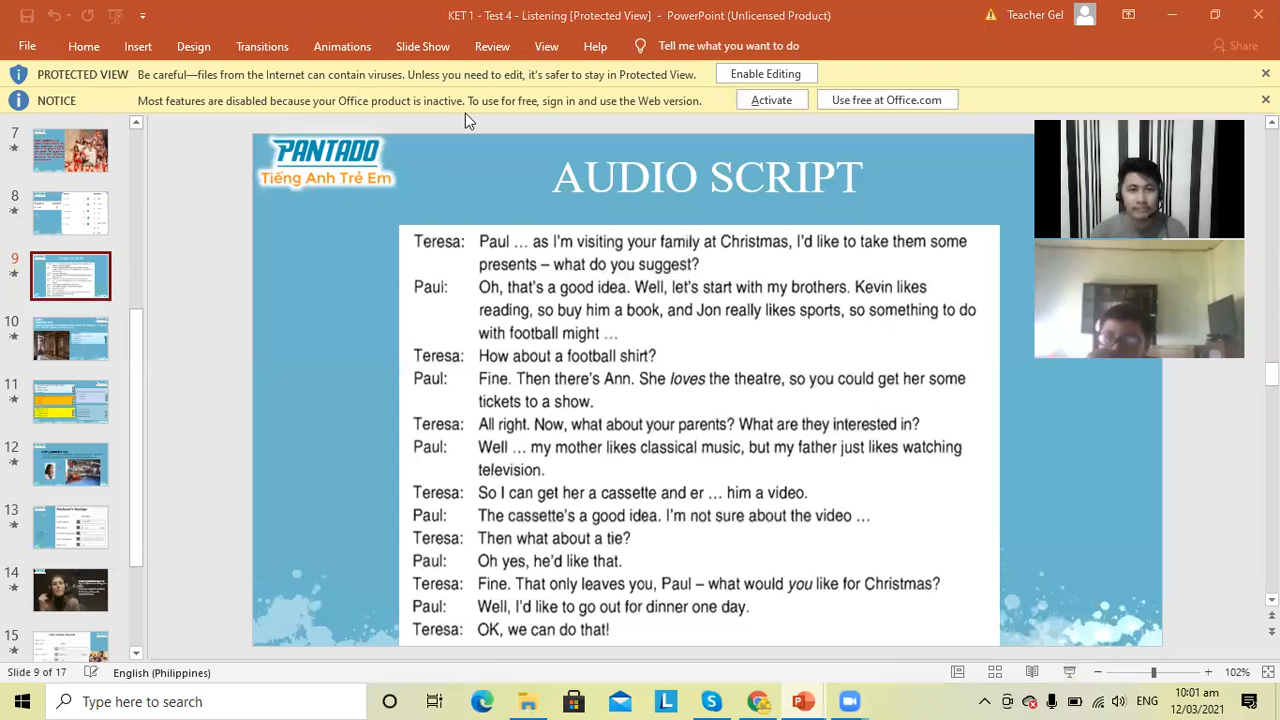 KET 1 - Test 4 - Listening [Protected View] - PowerPoint (Unlicensed Product)
Teacher Gel
File Home Insert Design Transitions Animations Slide Show Review View Help Tell me what you want to do Share
PROTECTED VIEW Be careful—files from the Internet can contain viruses. Unless you need to edit, it's safer to stay in Protected View. Enable Editing
NOTICE Most features are disabled because your Office product is inactive. To use for free, sign in and use the Web version. Activate Use free at Office.com
7
8
9
10
11
12
13
14
15
PANTADO
Tiếng Anh Trẻ Em
AUDIO SCRIPT
Teresa: Paul … as I'm visiting your family at Christmas, I'd like to take them some
presents – what do you suggest?
Paul: Oh, that's a good idea. Well, let's start with my brothers. Kevin likes
reading, so buy him a book, and Jon really likes sports, so something to do
with football might …
Teresa: How about a football shirt?
Paul: Fine. Then there's Ann. She loves the theatre, so you could get her some
tickets to a show.
Teresa: All right. Now, what about your parents? What are they interested in?
Paul: Well … my mother likes classical music, but my father just likes watching
television.
Teresa: So I can get her a cassette and er … him a video.
Paul: The cassette's a good idea. I'm not sure about the video …
Teresa: Then what about a tie?
Paul: Oh yes, he'd like that.
Teresa: Fine. That only leaves you, Paul – what would you like for Christmas?
Paul: Well, I'd like to go out for dinner one day.
Teresa: OK, we can do that!
Slide 9 of 17 English (Philippines) 102%
Type here to search
ENG
10:01 am
12/03/2021